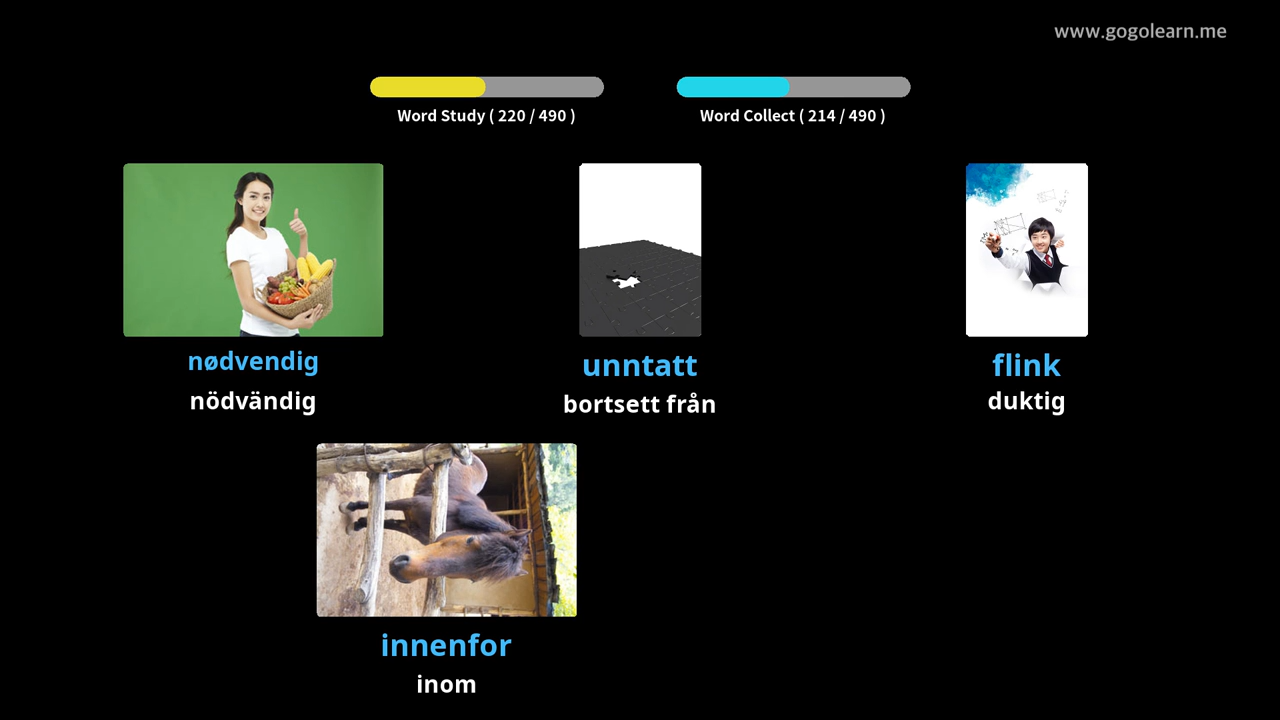 www.gogolearn.me
Word Study ( 220 / 490 )
Word Collect ( 214 / 490 )
nødvendig
nödvändig
unntatt
bortsett från
flink
duktig
innenfor
inom